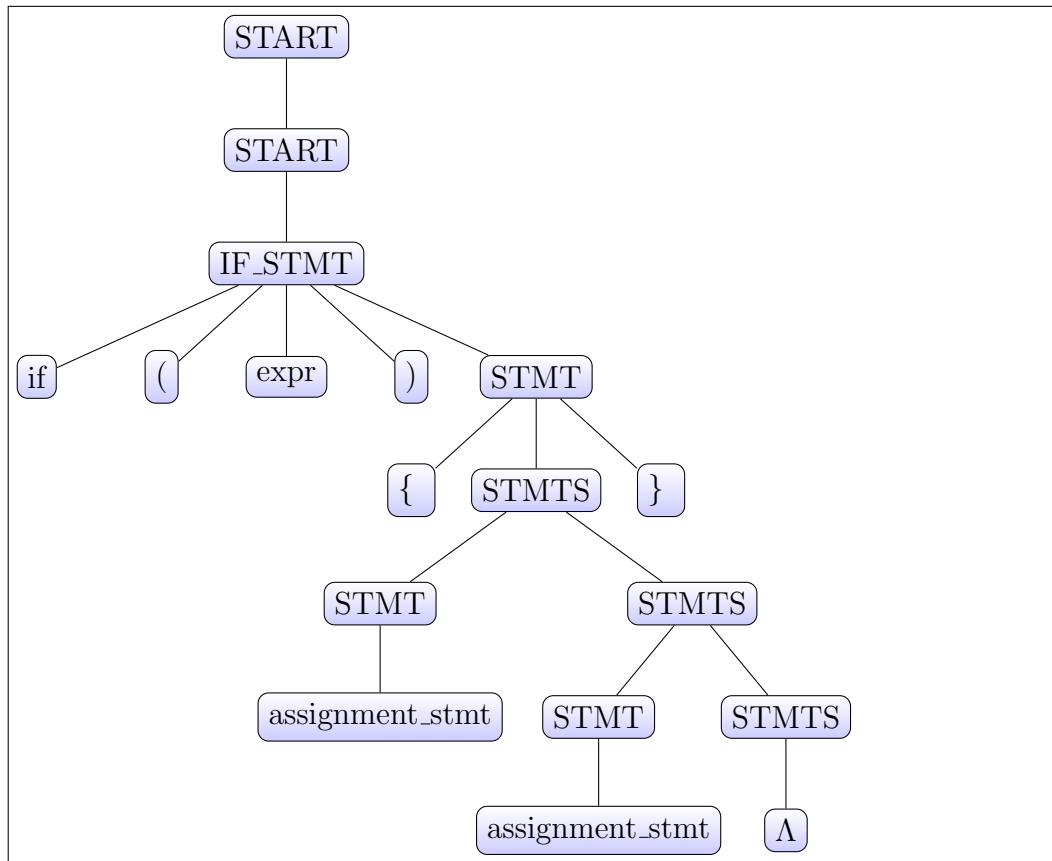 START
START
IF_STMT
if ( expr ) STMT
{ STMTS }
STMT STMTS
assignment_stmt STMT STMTS
assignment_stmt Λ